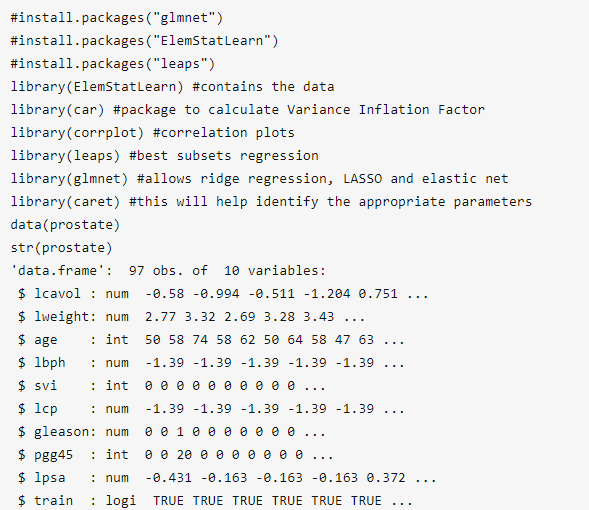 #install.packages("glmnet")
#install.packages("ElemStatLearn")
#install.packages("leaps")
library(ElemStatLearn) #contains the data
library(car) #package to calculate Variance Inflation Factor
library(corrplot) #correlation plots
library(leaps) #best subsets regression
library(glmnet) #allows ridge regression, LASSO and elastic net
library(caret) #this will help identify the appropriate parameters
data(prostate)
str(prostate)
'data.frame':  97 obs. of  10 variables:
 $ lcavol : num  -0.58 -0.994 -0.511 -1.204 0.751 ...
 $ lweight: num  2.77 3.32 2.69 3.28 3.43 ...
 $ age    : int  50 58 74 58 62 50 64 58 47 63 ...
 $ lbph   : num  -1.39 -1.39 -1.39 -1.39 -1.39 ...
 $ svi    : int  0 0 0 0 0 0 0 0 0 0 ...
 $ lcp    : num  -1.39 -1.39 -1.39 -1.39 -1.39 ...
 $ gleason: num  0 0 1 0 0 0 0 0 0 0 ...
 $ pgg45  : int  0 0 20 0 0 0 0 0 0 0 ...
 $ lpsa   : num  -0.431 -0.163 -0.163 -0.163 0.372 ...
 $ train  : logi  TRUE TRUE TRUE TRUE TRUE TRUE ...